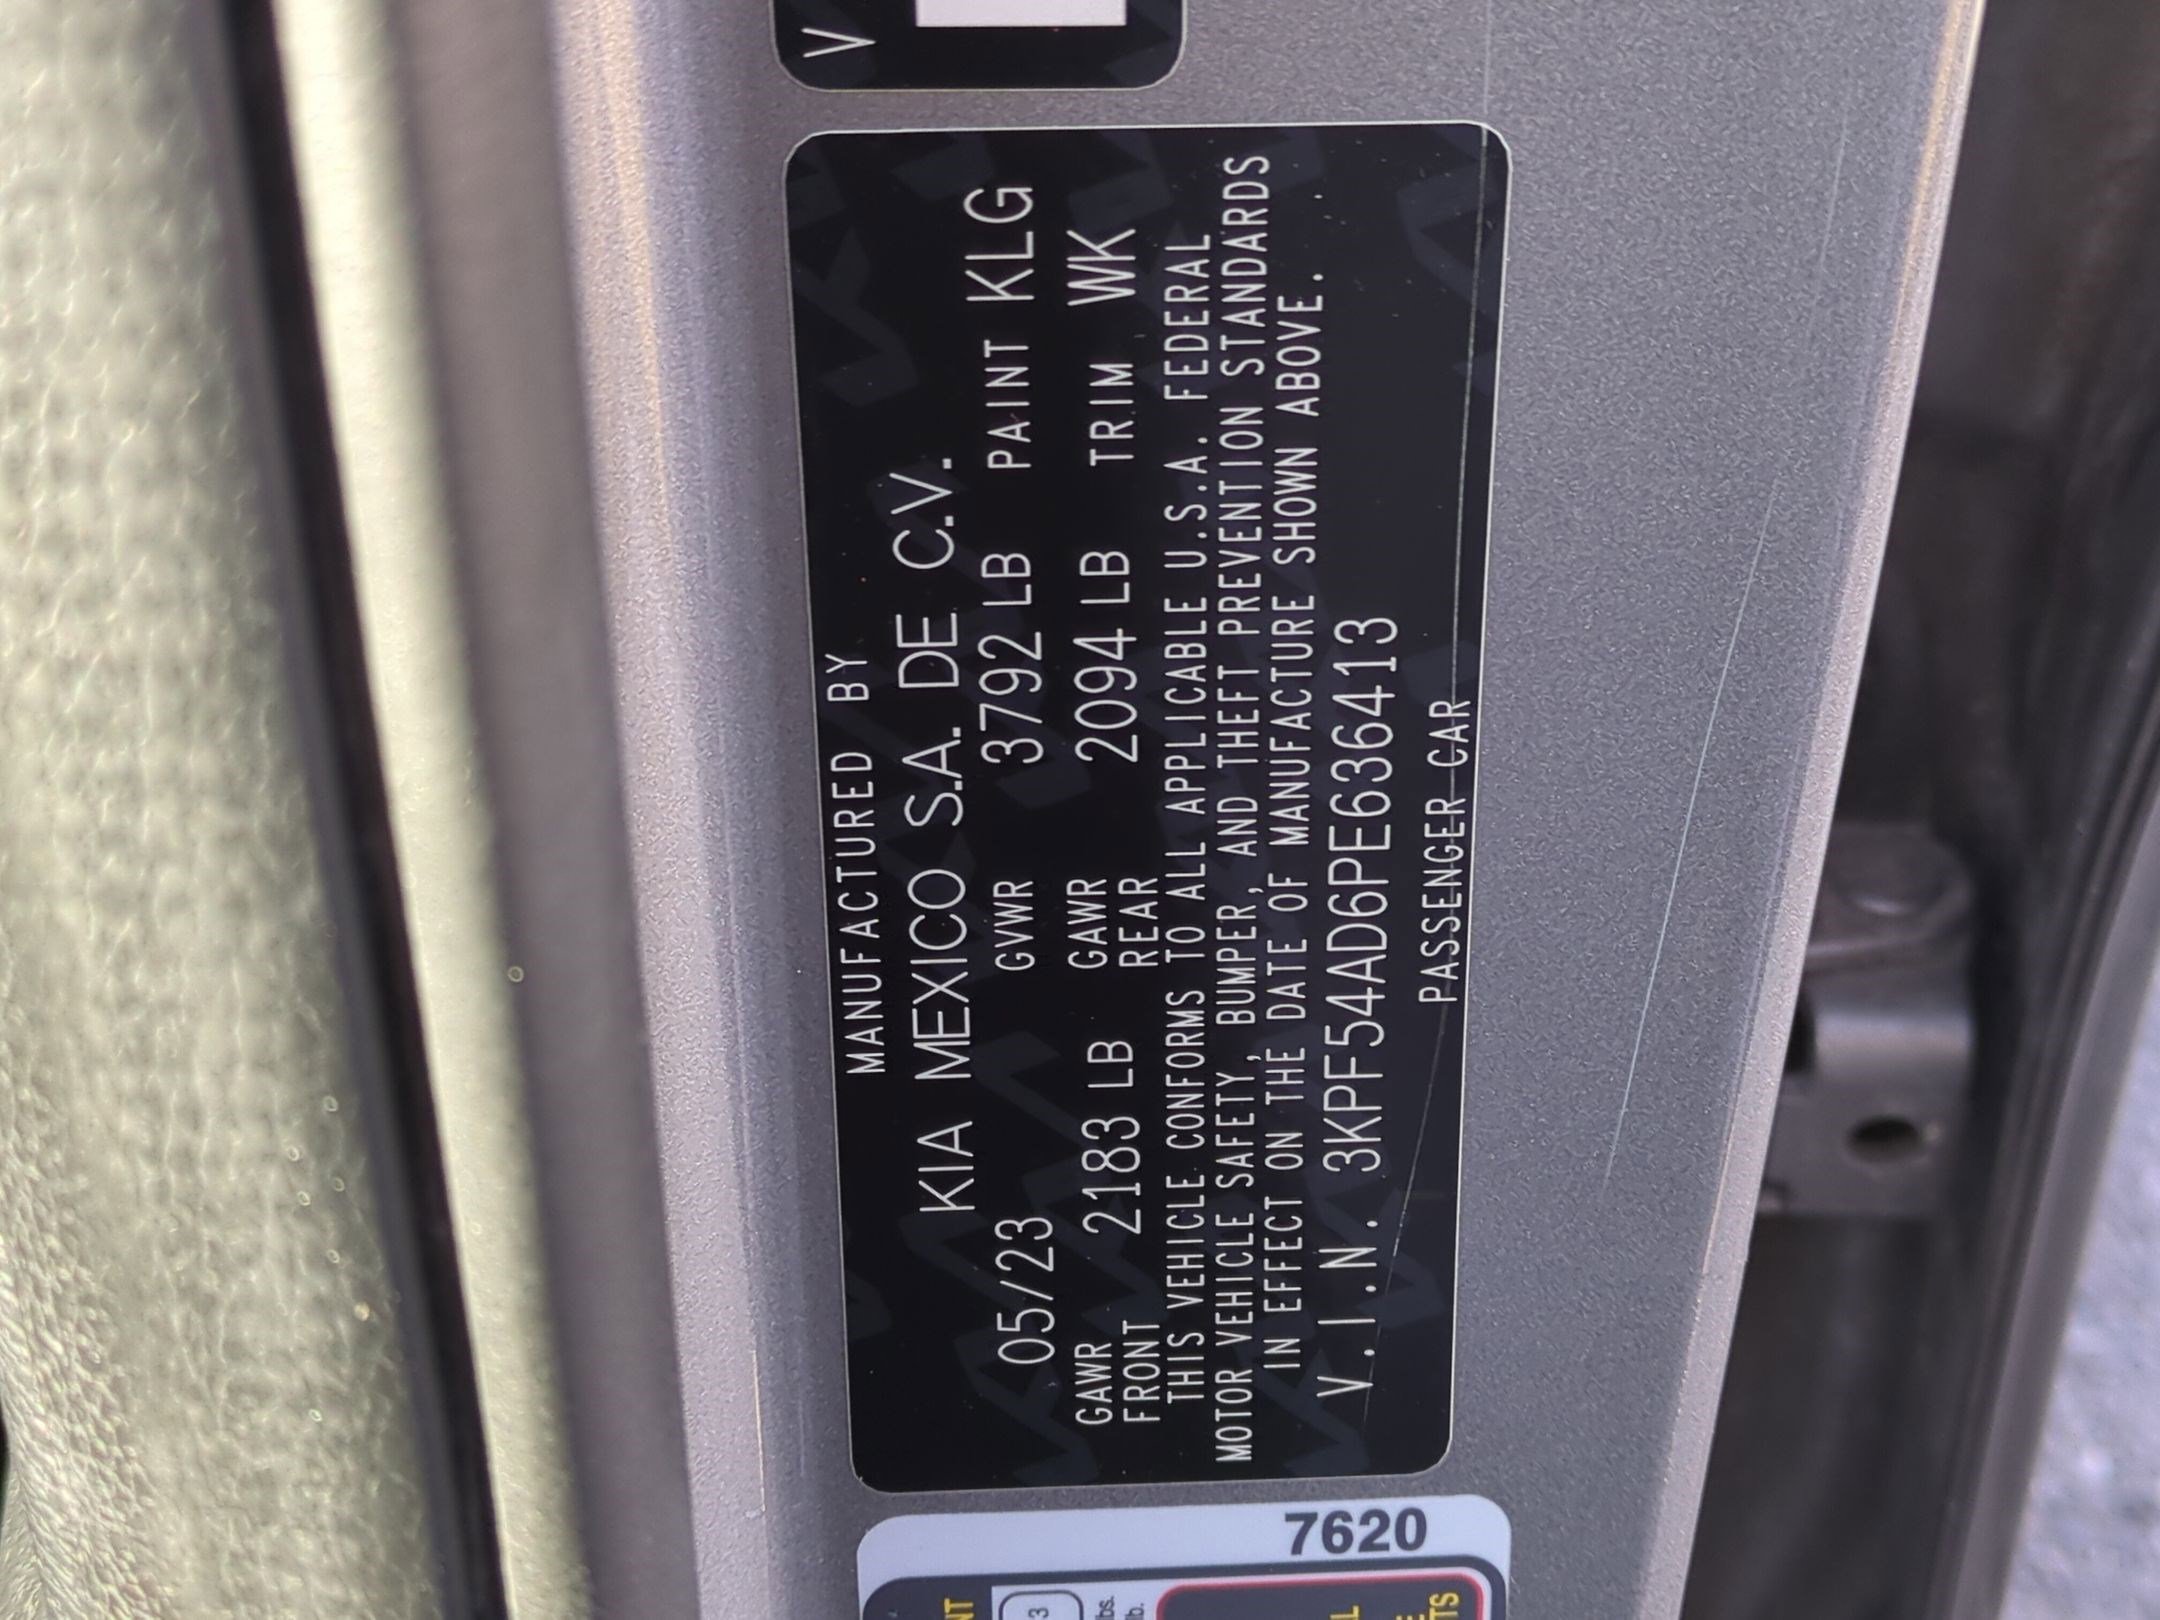 V
MANUFACTURED BY
KIA MEXICO S.A. DE C.V.
05/23 GVWR 3792 LB PAINT KLG
GAWR FRONT 2183 LB GAWR REAR 2094 LB TRIM WK
THIS VEHICLE CONFORMS TO ALL APPLICABLE U.S.A. FEDERAL
MOTOR VEHICLE SAFETY, BUMPER, AND THEFT PREVENTION STANDARDS
IN EFFECT ON THE DATE OF MANUFACTURE SHOWN ABOVE.
V.I.N. 3KPF54AD6PE636413
PASSENGER CAR
7620